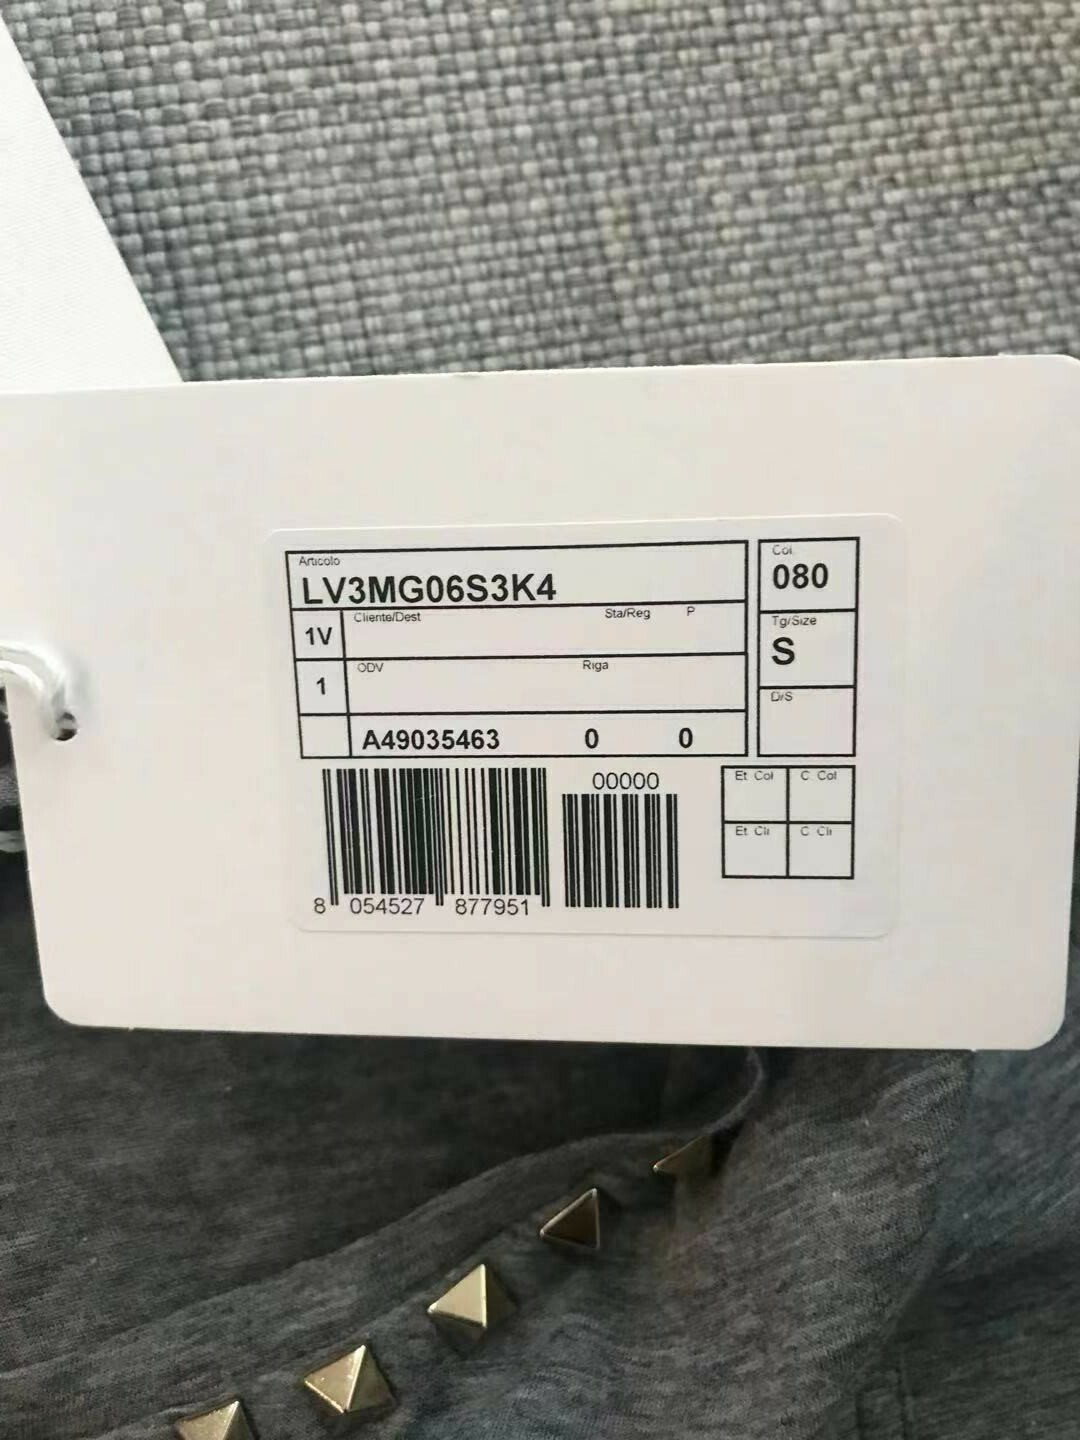 Articolo
LV3MG06S3K4
Col.
080
1V
Cliente/Dest
Sta/Reg
P
Tg/Size
S
1
ODV
Riga
D/S
A49035463 0 0
00000
Et Col
C Col
Et Cli
C Cli
8 054527 877951